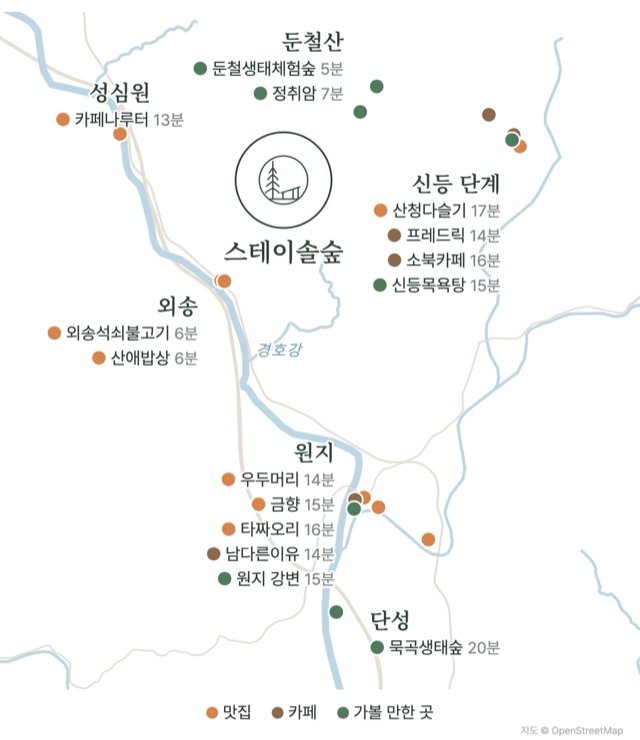 둔철산
둔철생태체험숲 5분
정취암 7분
성심원
카페나루터 13분
신등 단계
산청다슬기 17분
프레드릭 14분
소북카페 16분
신등목욕탕 15분
스테이솔숲
외송
외송석쇠불고기 6분
산애밥상 6분
경호강
원지
우두머리 14분
금향 15분
타짜오리 16분
남다른이유 14분
원지 강변 15분
단성
묵곡생태숲 20분
맛집 카페 가볼 만한 곳
지도 © OpenStreetMap